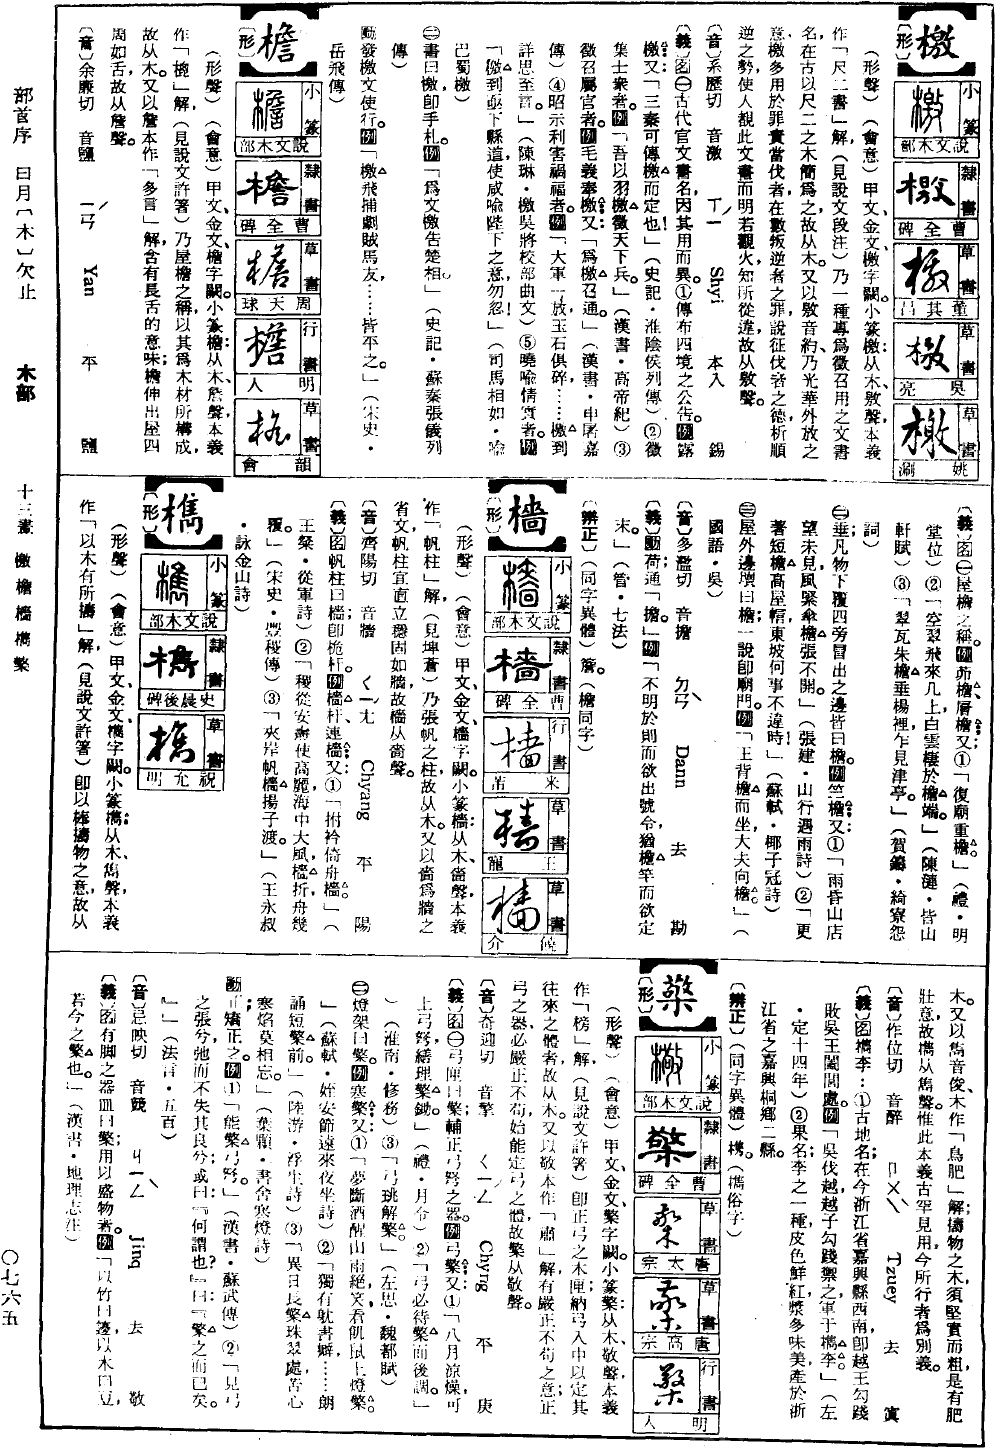 部首序 曰月〔木〕欠止 木部 十三畫 檄檐檣檇檠 〇七六五
檄
〔形〕
小篆 說文木部
隸書 曹全碑
草書 董其昌
草書 吳亮
草書 姚涮
(形聲)(會意)甲文、金文檄字闕。小篆檄:从木、敫聲,本義
作「尺二書」解,(見說文段注)乃一種專爲徵召用之文書
名,在古以尺二之木簡爲之,故从木。又以敫音約,乃光華外放之
意,檄多用於罪責當伐者,在數叛逆者之罪,說征伐者之德,析順
逆之勢,使人覩此文書而明若觀火,知所從違,故从敫聲。
〔音〕系歷切 音激 ㄒㄧˊ Shyi 本入 錫
〔義〕名㊀古代官文書名,因其用而異。①傳布四境之公告。例露
檄;又:「三秦可傳檄而定也!」(史記・淮陰侯列傳)②徵
集士衆者。例「吾以羽檄徵天下兵。」(漢書・高帝紀)③
徵召屬官者。例毛義奉檄;又「爲檄召通。」(漢書・申屠嘉
傳)④昭示利害禍福者。例「大軍一放,玉石俱碎,……檄到
詳思至言。」(陳琳・檄吳將校部曲文)⑤曉喻情實者。例
「檄到亟下縣道,使咸喻陛下之意,勿忽!」(司馬相如・喻
巴蜀檄)
㊁書曰檄,卽手札。例「爲文檄告楚相。」(史記・蘇秦張儀列
傳)
動發檄文使行。例「檄飛捕劇賊馬友,……皆平之。」(宋史・
岳飛傳)
檐
〔形〕
小篆 說文木部
隸書 曹全碑
草書 周天球
行書 明人
草書 韻會
(形聲)(會意)甲文、金文檐字闕。小篆檐:从木、詹聲,本義
作「㮰」解,(見說文許箸)乃屋檐之稱,以其爲木材所構成,
故从木。又以詹本作「多言」解,含有長舌的意味,檐伸出屋四
周如舌,故从詹聲。
〔音〕余廉切 音鹽 ㄧㄢˊ Yan 平 鹽
〔義〕名㊀屋檐之稱。例茆檐、層檐;又①「復廟重檐。」(禮・明
堂位)②「空翠飛來几上,白雲棲於檐端。」(陳漣・皆山
軒賦)③「翠瓦朱檐垂楊裡,乍見津亭。」(賀鑄・綺寮怨
詞)
㊁垂凡物下覆四旁冒出之邊皆曰檐。例笠檐;又①「雨昏山店
望未見,風緊傘檐張不開。」(張建・山行遇雨詩)②「更
著短檐高屋帽,東坡何事不違時!」(蘇軾・椰子冠詩)
㊂屋外邊壞曰檐,一說卽廟門。例「王背檐而坐,大夫向檐。」(
國語・吳)
〔音〕多濫切 音擔 ㄉㄢˋ Dann 去 勘
〔義〕動荷,通「擔。」例「不明於則而欲出號令,猶檐竿而欲定
末。」(管・七法)
〔辨正〕(同字異體)簷。(檐同字)
檣
〔形〕
小篆 說文木部
隸書 曹全碑
行書 米芾
草書 王寵
草書 介候
(形聲)(會意)甲文、金文檣字闕。小篆檣:从木、嗇聲,本義
作「帆柱」解,(見埤蒼)乃張帆之柱,故从木。又以嗇爲牆之
省文,帆柱宜直立穩固如牆,故檣从嗇聲。
〔音〕齊陽切 音牆 ㄑㄧㄤˊ Chyang 平 陽
〔義〕名帆柱曰檣,卽桅杆。例檣杆、連檣;又①「拊衿倚舟檣。」(
王粲・從軍詩)②「稷從安燾使高麗,海中大風,檣折,舟幾
覆。」(宋史・豐稷傳)③「夾岸帆檣揚子渡。」(王永叔
・詠金山詩)
檇
〔形〕
小篆 說文木部
隸書 史晨後碑
草書 祝允明
(形聲)(會意)甲文、金文檇字闕。小篆檇:从木、雋聲,本義
作「以木有所擣」解,(見說文許箸)卽以棒擣物之意,故从
木。又以雋音俊,本作「鳥肥」解;擣物之木須堅實而粗,是有肥
壯意,故檇从雋聲。惟此本義古罕見用,今所行者爲別義。
〔音〕作位切 音醉 ㄗㄨㄟˋ Tzuey 去 寘
〔義〕名檇李:①古地名,在今浙江省嘉興縣西南,卽越王勾踐
敗吳王闔閭處。例「吳伐越,越子勾踐禦之,軍于檇李。」(左
・定十四年)②果名,李之一種,皮色鮮紅,漿多味美,產於浙
江省之嘉興、桐鄉二縣。
〔辨正〕(同字異體)槜。(檇俗字)
檠
〔形〕
小篆 說文木部
隸書 曹全碑
草書 唐太宗
草書 唐高宗
行書 明人
(形聲)(會意)甲文、金文檠字闕。小篆檠:从木、敬聲,本義
作「榜」解,(見說文許箸)卽正弓之木匣,納弓入中以定其
往來之體者,故从木。又以敬本作「肅」解,有嚴正不苟之意;正
弓之器必嚴正不苟,始能定弓之體,故檠从敬聲。
〔音〕奇迎切 音擎 ㄑㄧㄥˊ Chyng 平 庚
〔義〕名㊀弓匣曰檠,輔正弓弩之器。例弓檠;又①「八月涼燥,可
上弓弩,繕理檠鋤。」(禮・月令)②「弓必待檠而後調。」
(淮南・修務)③「弓珧解檠。」(左思・魏都賦)
㊁燈架曰檠。例寒檠;又①「夢斷酒醒山雨絕,笑看飢鼠上燈檠。
」(蘇軾・姪安節遠來夜坐詩)②「獨有躭書癖,……朗
誦短檠前。」(陸游・浮生詩)③「異日長檠珠翠處,苦心
寒焰莫相忘。」(葉顒・書舍寒燈詩)
動正;矯正之。例①「能檠弓弩。」(漢書・蘇武傳)②「見弓
之張兮弛而不失其良兮,或曰:『何謂也?』曰:『檠之而已矣。
』」(法言・五百)
〔音〕忌映切 音競 ㄐㄧㄥˋ Jing 去 敬
〔義〕名有脚之器皿曰檠,用以盛物者。例「以竹曰籩,以木曰豆,
若今之檠也。」(漢書・地理志注)